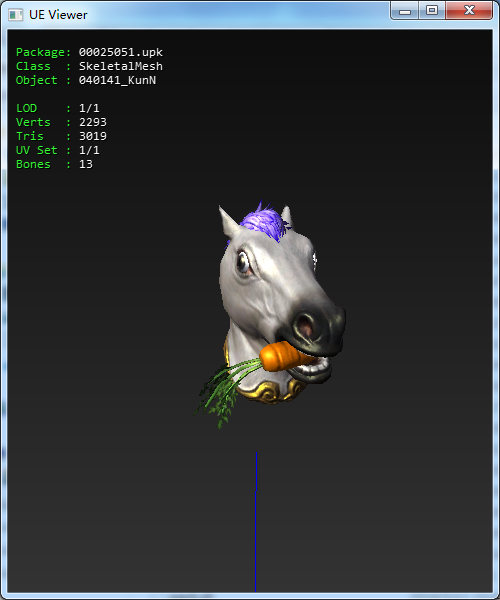 UE Viewer
Package: 00025051.upk
Class : SkeletalMesh
Object : 040141_KunN
LOD : 1/1
Verts : 2293
Tris : 3019
UV Set : 1/1
Bones : 13